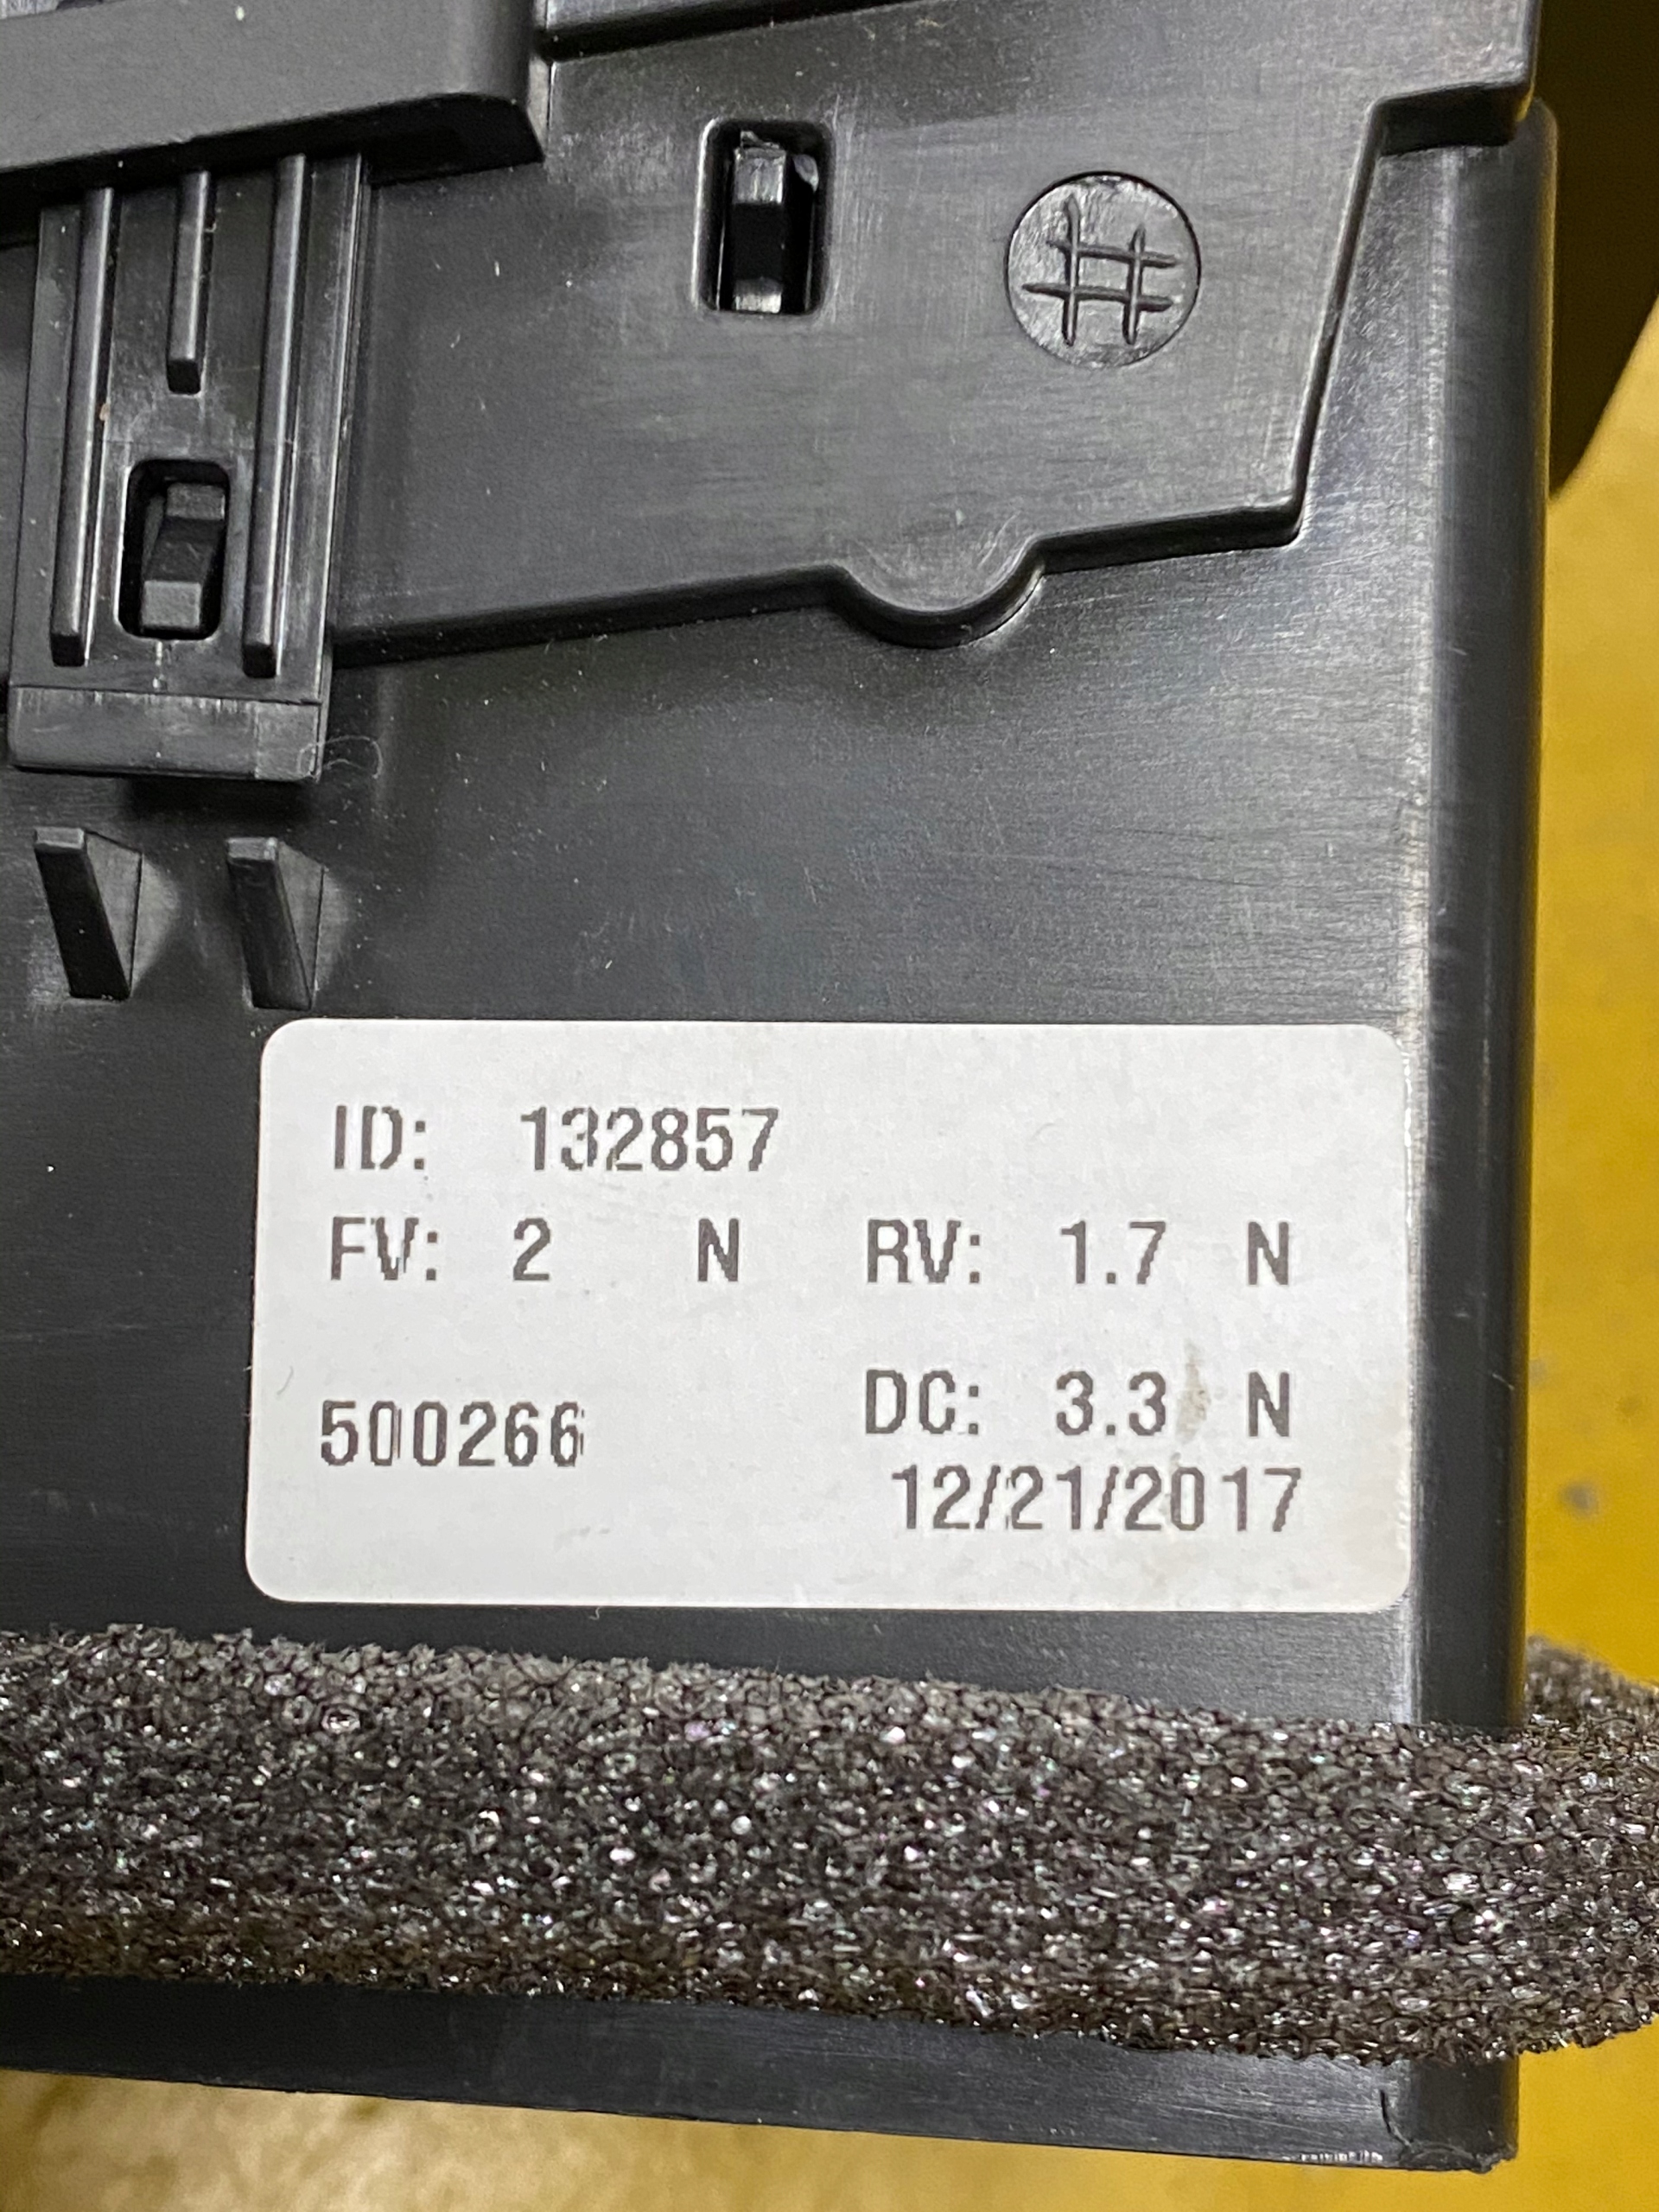 #
ID: 132857
FV: 2 N RV: 1.7 N
DC: 3.3 N
500266
12/21/2017